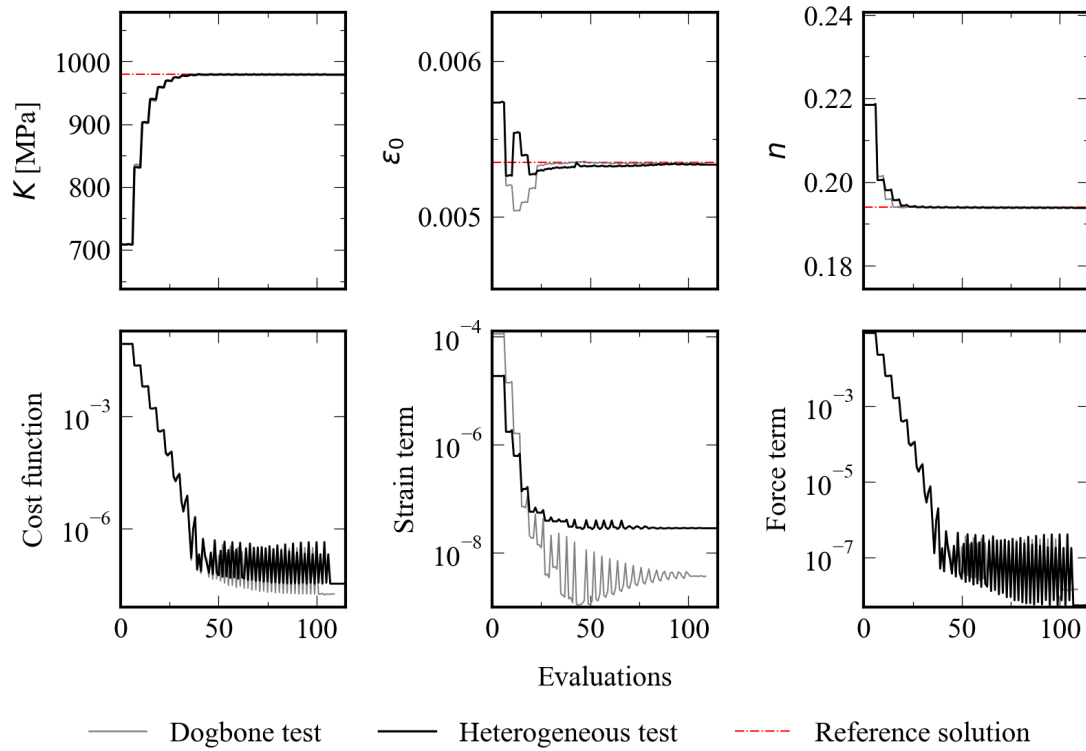 K [MPa]
1000
900
800
700
ε₀
0.006
0.005
n
0.24
0.22
0.20
0.18
Cost function
10⁻³
10⁻⁶
0 50 100
Strain term
10⁻⁴
10⁻⁶
10⁻⁸
0 50 100
Force term
10⁻³
10⁻⁵
10⁻⁷
0 50 100
Evaluations
Dogbone test Heterogeneous test Reference solution